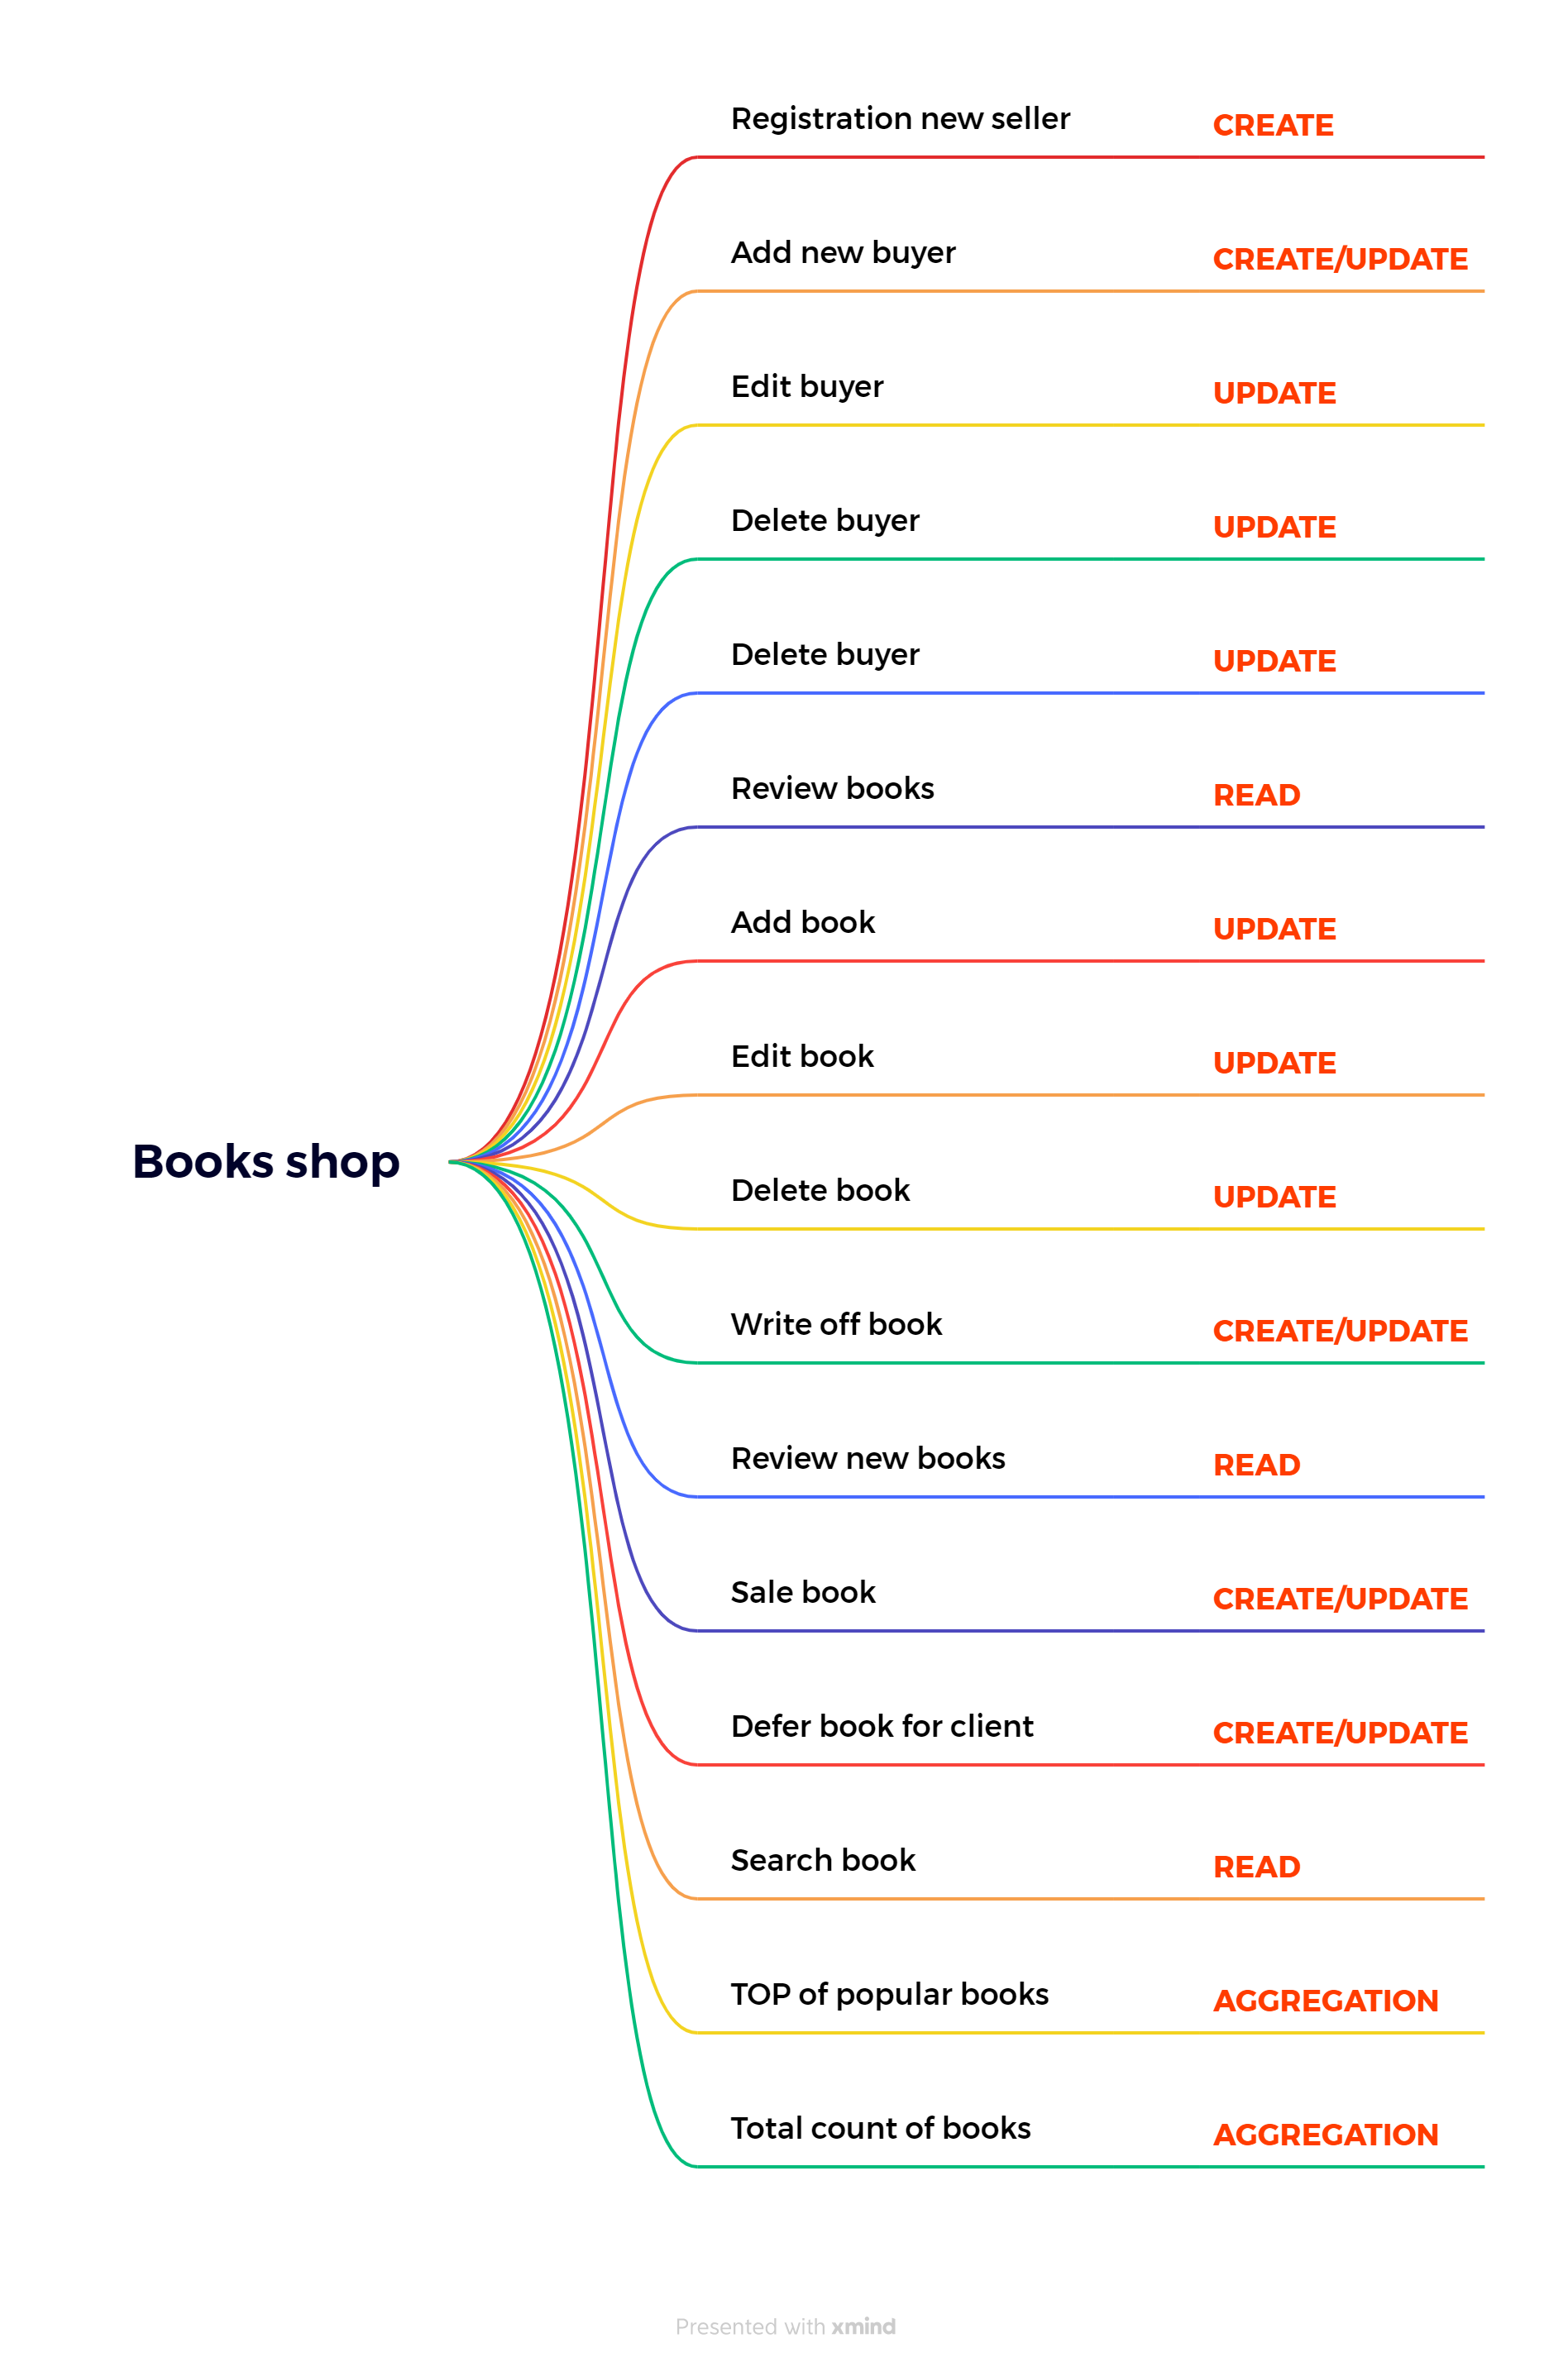 Registration new seller CREATE
Add new buyer CREATE/UPDATE
Edit buyer UPDATE
Delete buyer UPDATE
Delete buyer UPDATE
Review books READ
Add book UPDATE
Edit book UPDATE
Books shop
Delete book UPDATE
Write off book CREATE/UPDATE
Review new books READ
Sale book CREATE/UPDATE
Defer book for client CREATE/UPDATE
Search book READ
TOP of popular books AGGREGATION
Total count of books AGGREGATION
Presented with xmind